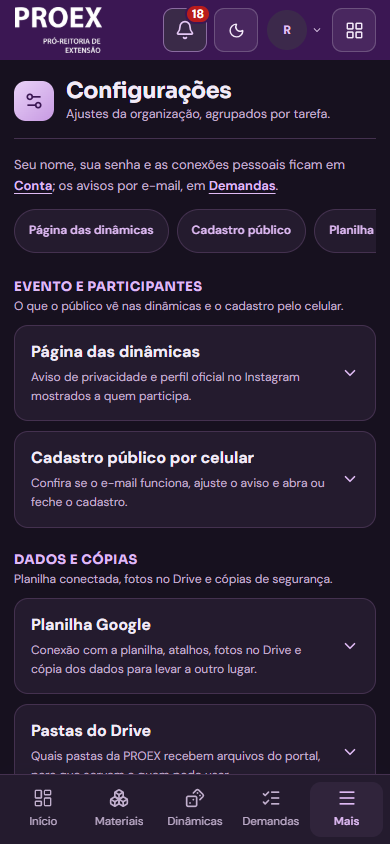 PROEX
PRÓ-REITORIA DE
EXTENSÃO
18
R
Configurações
Ajustes da organização, agrupados por tarefa.
Seu nome, sua senha e as conexões pessoais ficam em
Conta; os avisos por e-mail, em Demandas.
Página das dinâmicas
Cadastro público
Planilha
EVENTO E PARTICIPANTES
O que o público vê nas dinâmicas e o cadastro pelo celular.
Página das dinâmicas
Aviso de privacidade e perfil oficial no Instagram
mostrados a quem participa.
Cadastro público por celular
Confira se o e-mail funciona, ajuste o aviso e abra ou
feche o cadastro.
DADOS E CÓPIAS
Planilha conectada, fotos no Drive e cópias de segurança.
Planilha Google
Conexão com a planilha, atalhos, fotos no Drive e
cópia dos dados para levar a outro lugar.
Pastas do Drive
Quais pastas da PROEX recebem arquivos do portal,
Início
Materiais
Dinâmicas
Demandas
Mais